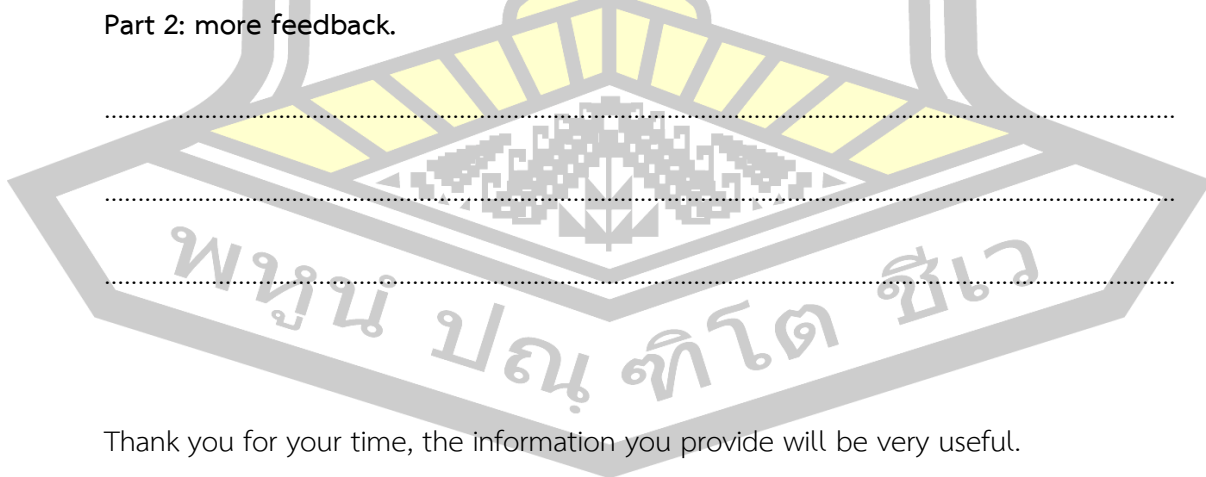 Part 2: more feedback.
........................................................................................................................................................................
........................................................................................................................................................................
........................................................................................................................................................................
พหูนํ ปณฺฑิโต ชีเว
Thank you for your time, the information you provide will be very useful.